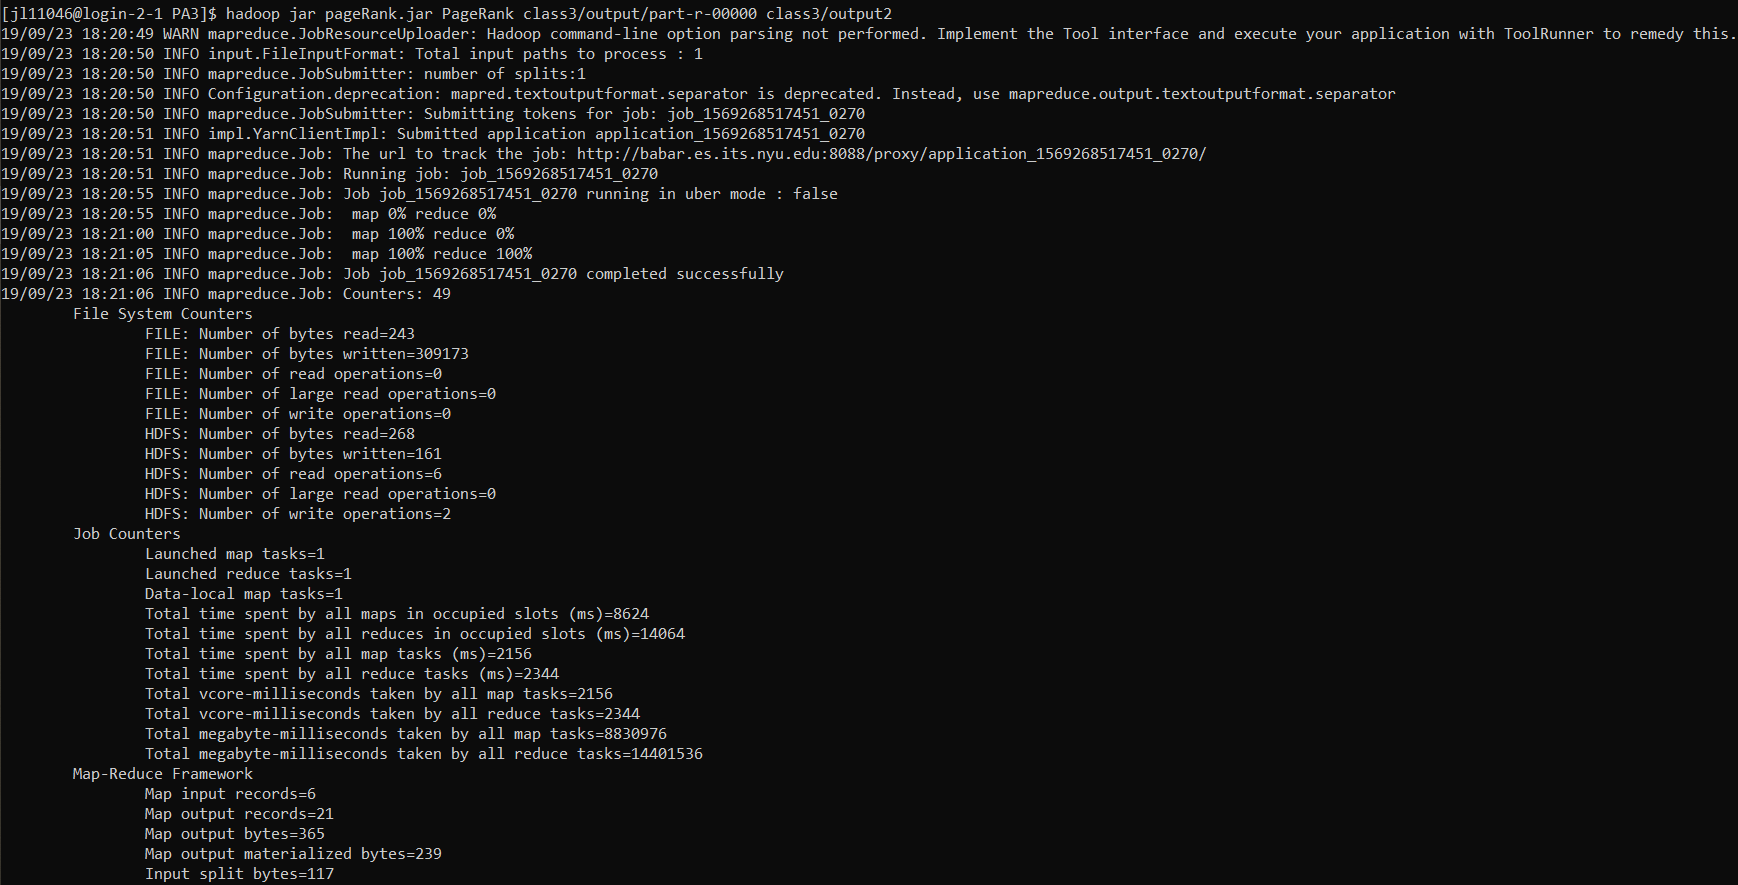 [jl11046@login-2-1 PA3]$ hadoop jar pageRank.jar PageRank class3/output/part-r-00000 class3/output2
19/09/23 18:20:49 WARN mapreduce.JobResourceUploader: Hadoop command-line option parsing not performed. Implement the Tool interface and execute your application with ToolRunner to remedy this.
19/09/23 18:20:50 INFO input.FileInputFormat: Total input paths to process : 1
19/09/23 18:20:50 INFO mapreduce.JobSubmitter: number of splits:1
19/09/23 18:20:50 INFO Configuration.deprecation: mapred.textoutputformat.separator is deprecated. Instead, use mapreduce.output.textoutputformat.separator
19/09/23 18:20:50 INFO mapreduce.JobSubmitter: Submitting tokens for job: job_1569268517451_0270
19/09/23 18:20:51 INFO impl.YarnClientImpl: Submitted application application_1569268517451_0270
19/09/23 18:20:51 INFO mapreduce.Job: The url to track the job: http://babar.es.its.nyu.edu:8088/proxy/application_1569268517451_0270/
19/09/23 18:20:51 INFO mapreduce.Job: Running job: job_1569268517451_0270
19/09/23 18:20:55 INFO mapreduce.Job: Job job_1569268517451_0270 running in uber mode : false
19/09/23 18:20:55 INFO mapreduce.Job:  map 0% reduce 0%
19/09/23 18:21:00 INFO mapreduce.Job:  map 100% reduce 0%
19/09/23 18:21:05 INFO mapreduce.Job:  map 100% reduce 100%
19/09/23 18:21:06 INFO mapreduce.Job: Job job_1569268517451_0270 completed successfully
19/09/23 18:21:06 INFO mapreduce.Job: Counters: 49
File System Counters
FILE: Number of bytes read=243
FILE: Number of bytes written=309173
FILE: Number of read operations=0
FILE: Number of large read operations=0
FILE: Number of write operations=0
HDFS: Number of bytes read=268
HDFS: Number of bytes written=161
HDFS: Number of read operations=6
HDFS: Number of large read operations=0
HDFS: Number of write operations=2
Job Counters
Launched map tasks=1
Launched reduce tasks=1
Data-local map tasks=1
Total time spent by all maps in occupied slots (ms)=8624
Total time spent by all reduces in occupied slots (ms)=14064
Total time spent by all map tasks (ms)=2156
Total time spent by all reduce tasks (ms)=2344
Total vcore-milliseconds taken by all map tasks=2156
Total vcore-milliseconds taken by all reduce tasks=2344
Total megabyte-milliseconds taken by all map tasks=8830976
Total megabyte-milliseconds taken by all reduce tasks=14401536
Map-Reduce Framework
Map input records=6
Map output records=21
Map output bytes=365
Map output materialized bytes=239
Input split bytes=117